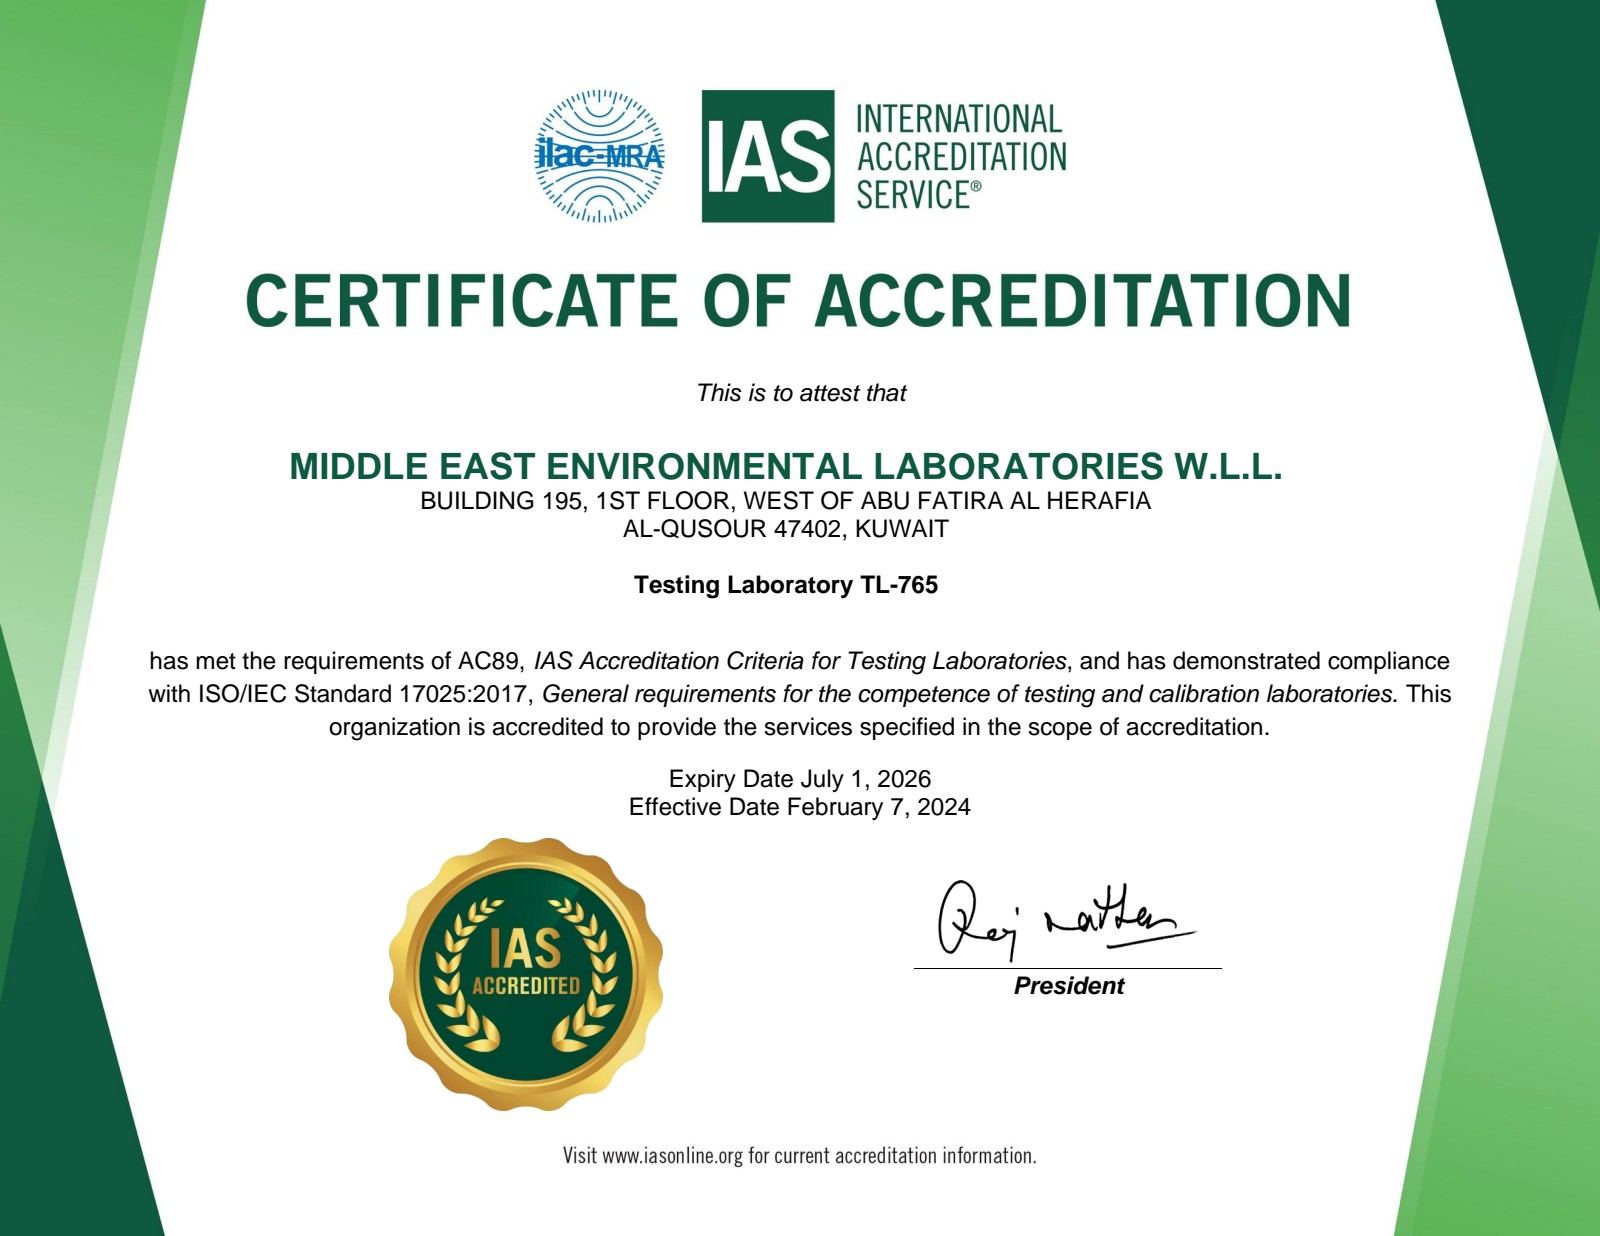 ilac-MRA
IAS
INTERNATIONAL
ACCREDITATION
SERVICE®
CERTIFICATE OF ACCREDITATION
This is to attest that
MIDDLE EAST ENVIRONMENTAL LABORATORIES W.L.L.
BUILDING 195, 1ST FLOOR, WEST OF ABU FATIRA AL HERAFIA
AL-QUSOUR 47402, KUWAIT
Testing Laboratory TL-765
has met the requirements of AC89, IAS Accreditation Criteria for Testing Laboratories, and has demonstrated compliance
with ISO/IEC Standard 17025:2017, General requirements for the competence of testing and calibration laboratories. This
organization is accredited to provide the services specified in the scope of accreditation.
Expiry Date July 1, 2026
Effective Date February 7, 2024
IAS
ACCREDITED
Raj Nathan
President
Visit www.iasonline.org for current accreditation information.